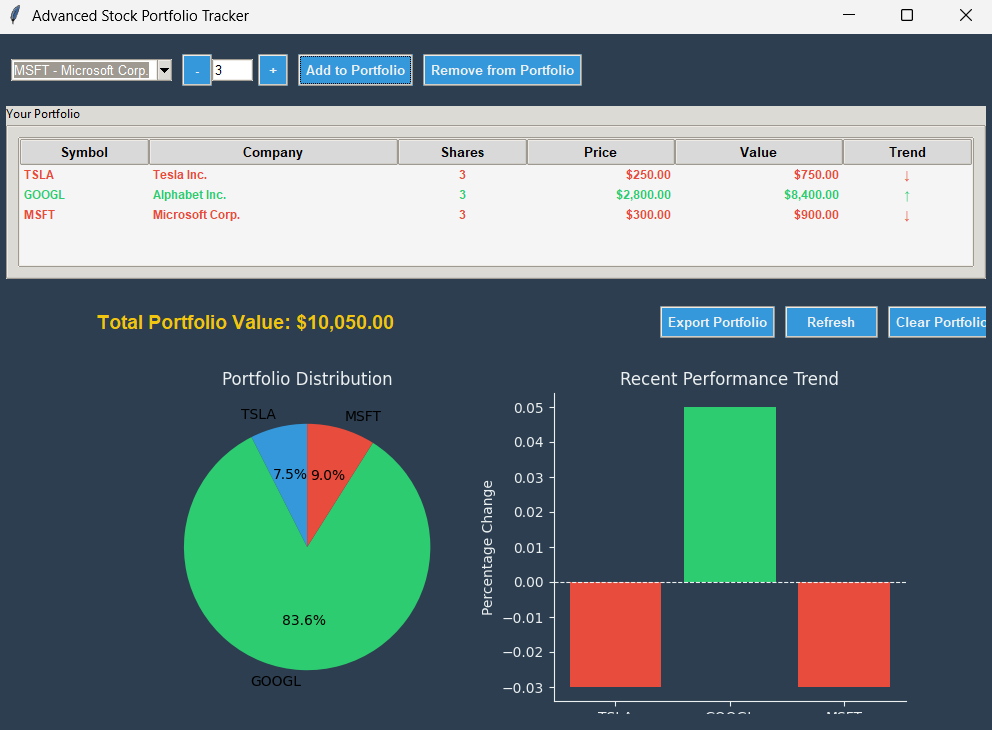 Advanced Stock Portfolio Tracker
MSFT - Microsoft Corp. - 3 + Add to Portfolio Remove from Portfolio
Your Portfolio
Symbol Company Shares Price Value Trend
TSLA Tesla Inc. 3 $250.00 $750.00 ↓
GOOGL Alphabet Inc. 3 $2,800.00 $8,400.00 ↑
MSFT Microsoft Corp. 3 $300.00 $900.00 ↓
Total Portfolio Value: $10,050.00 Export Portfolio Refresh Clear Portfolio
Portfolio Distribution
TSLA
MSFT
7.5%
9.0%
83.6%
GOOGL
Recent Performance Trend
Percentage Change
0.05
0.04
0.03
0.02
0.01
0.00
−0.01
−0.02
−0.03
TSLA GOOGL MSFT